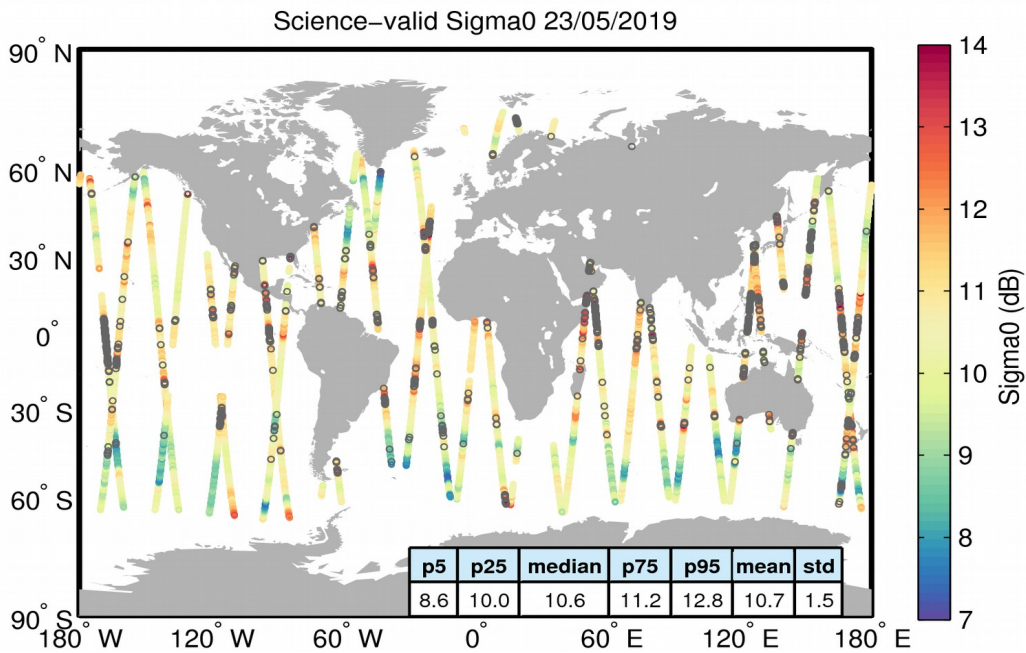 Science-valid Sigma0 23/05/2019
90° N
60° N
30° N
0°
30° S
60° S
90° S
180° W
120° W
60° W
0°
60° E
120° E
180° E
p5 p25 median p75 p95 mean std
8.6 10.0 10.6 11.2 12.8 10.7 1.5
14
13
12
11
10
9
8
7
Sigma0 (dB)